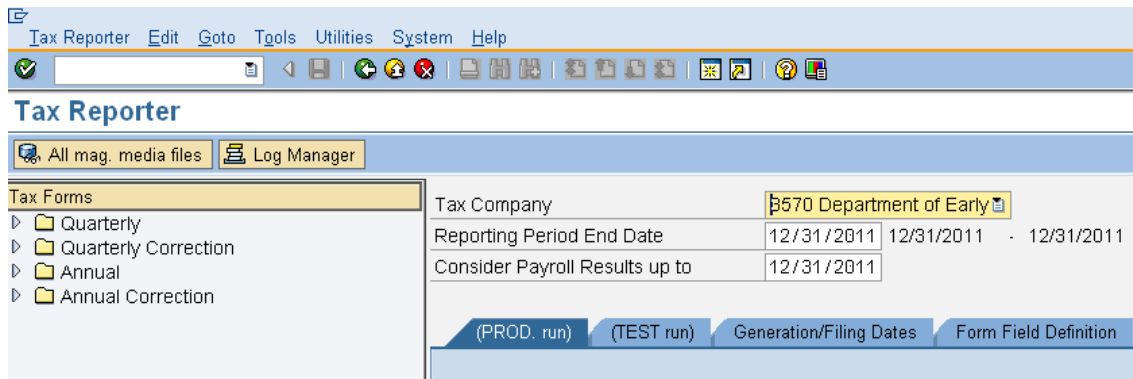 Tax Reporter Edit Goto Tools Utilities System Help
Tax Reporter
All mag. media files Log Manager
Tax Forms
Quarterly
Quarterly Correction
Annual
Annual Correction
Tax Company 3570 Department of Early
Reporting Period End Date 12/31/2011 12/31/2011 - 12/31/2011
Consider Payroll Results up to 12/31/2011
(PROD. run) (TEST run) Generation/Filing Dates Form Field Definition